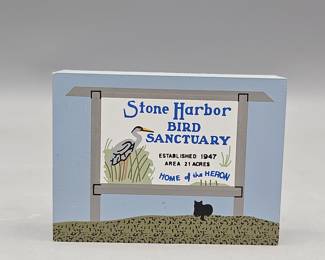 Stone Harbor
BIRD
SANCTUARY
ESTABLISHED 1947
AREA 21 ACRES
HOME of the HERON